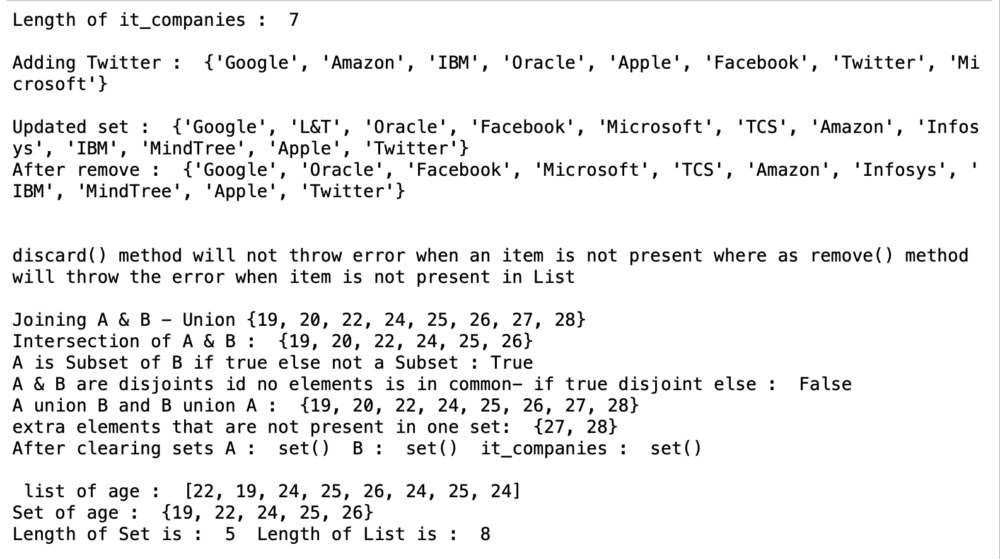 Length of it_companies :  7
Adding Twitter :  {'Google', 'Amazon', 'IBM', 'Oracle', 'Apple', 'Facebook', 'Twitter', 'Mi
crosoft'}
Updated set :  {'Google', 'L&T', 'Oracle', 'Facebook', 'Microsoft', 'TCS', 'Amazon', 'Infos
ys', 'IBM', 'MindTree', 'Apple', 'Twitter'}
After remove :  {'Google', 'Oracle', 'Facebook', 'Microsoft', 'TCS', 'Amazon', 'Infosys', '
IBM', 'MindTree', 'Apple', 'Twitter'}
discard() method will not throw error when an item is not present where as remove() method
will throw the error when item is not present in List
Joining A & B – Union {19, 20, 22, 24, 25, 26, 27, 28}
Intersection of A & B :  {19, 20, 22, 24, 25, 26}
A is Subset of B if true else not a Subset : True
A & B are disjoints id no elements is in common– if true disjoint else :  False
A union B and B union A :  {19, 20, 22, 24, 25, 26, 27, 28}
extra elements that are not present in one set:  {27, 28}
After clearing sets A :  set()  B :  set()  it_companies :  set()
 list of age :  [22, 19, 24, 25, 26, 24, 25, 24]
Set of age :  {19, 22, 24, 25, 26}
Length of Set is :  5  Length of List is :  8